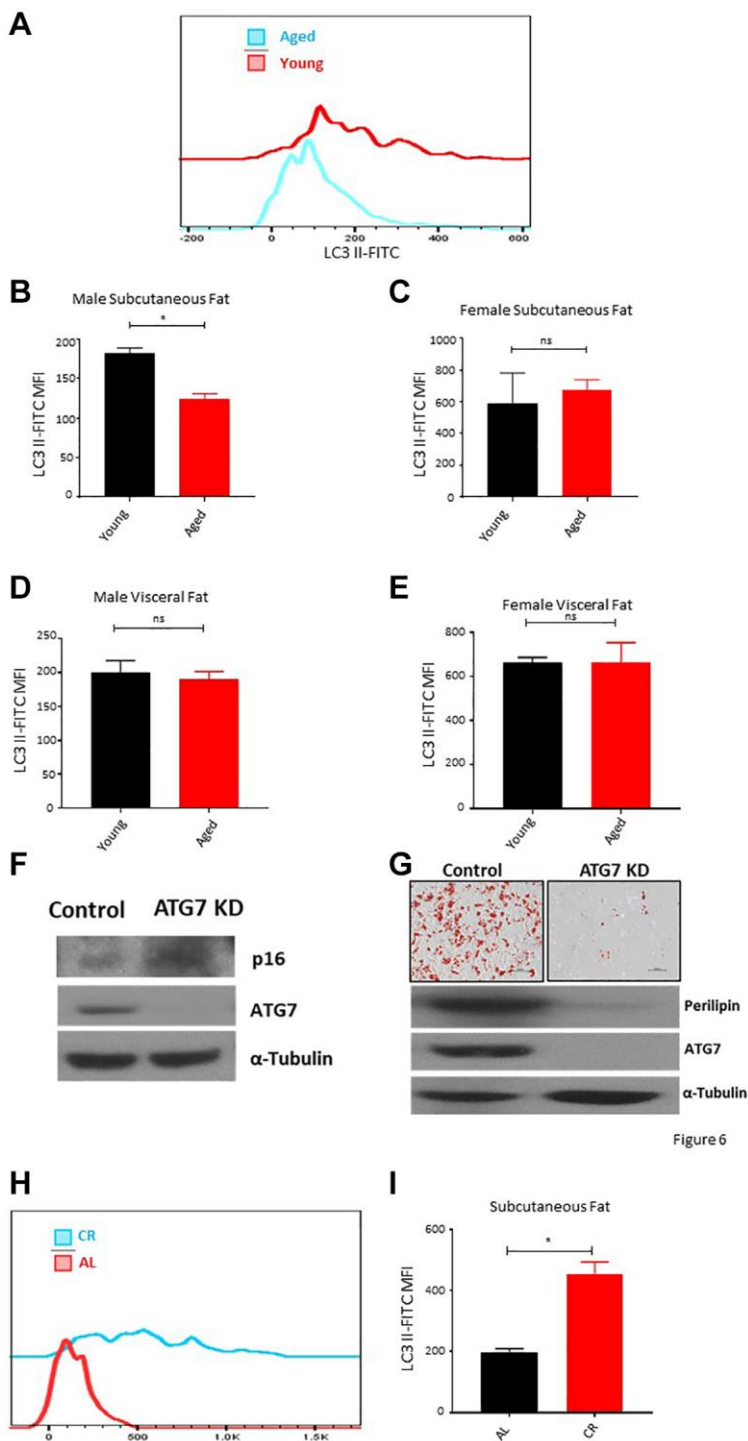 A
Aged
Young
-200 0 200 400 600
LC3 II-FITC
B
Male Subcutaneous Fat
*
200
150
100
50
0
LC3 II-FITC MFI
Young Aged
C
Female Subcutaneous Fat
ns
1000
800
600
400
200
0
LC3 II-FITC MFI
Young Aged
D
Male Visceral Fat
ns
250
200
150
100
50
0
LC3 II-FITC MFI
Young Aged
E
Female Visceral Fat
ns
800
600
400
200
0
LC3 II-FITC MFI
Young Aged
F
Control ATG7 KD
p16
ATG7
α-Tubulin
G
Control ATG7 KD
Perilipin
ATG7
α-Tubulin
Figure 6
H
CR
AL
0 500 1.0K 1.5K
I
Subcutaneous Fat
*
600
400
200
0
LC3 II-FITC MFI
AL CR